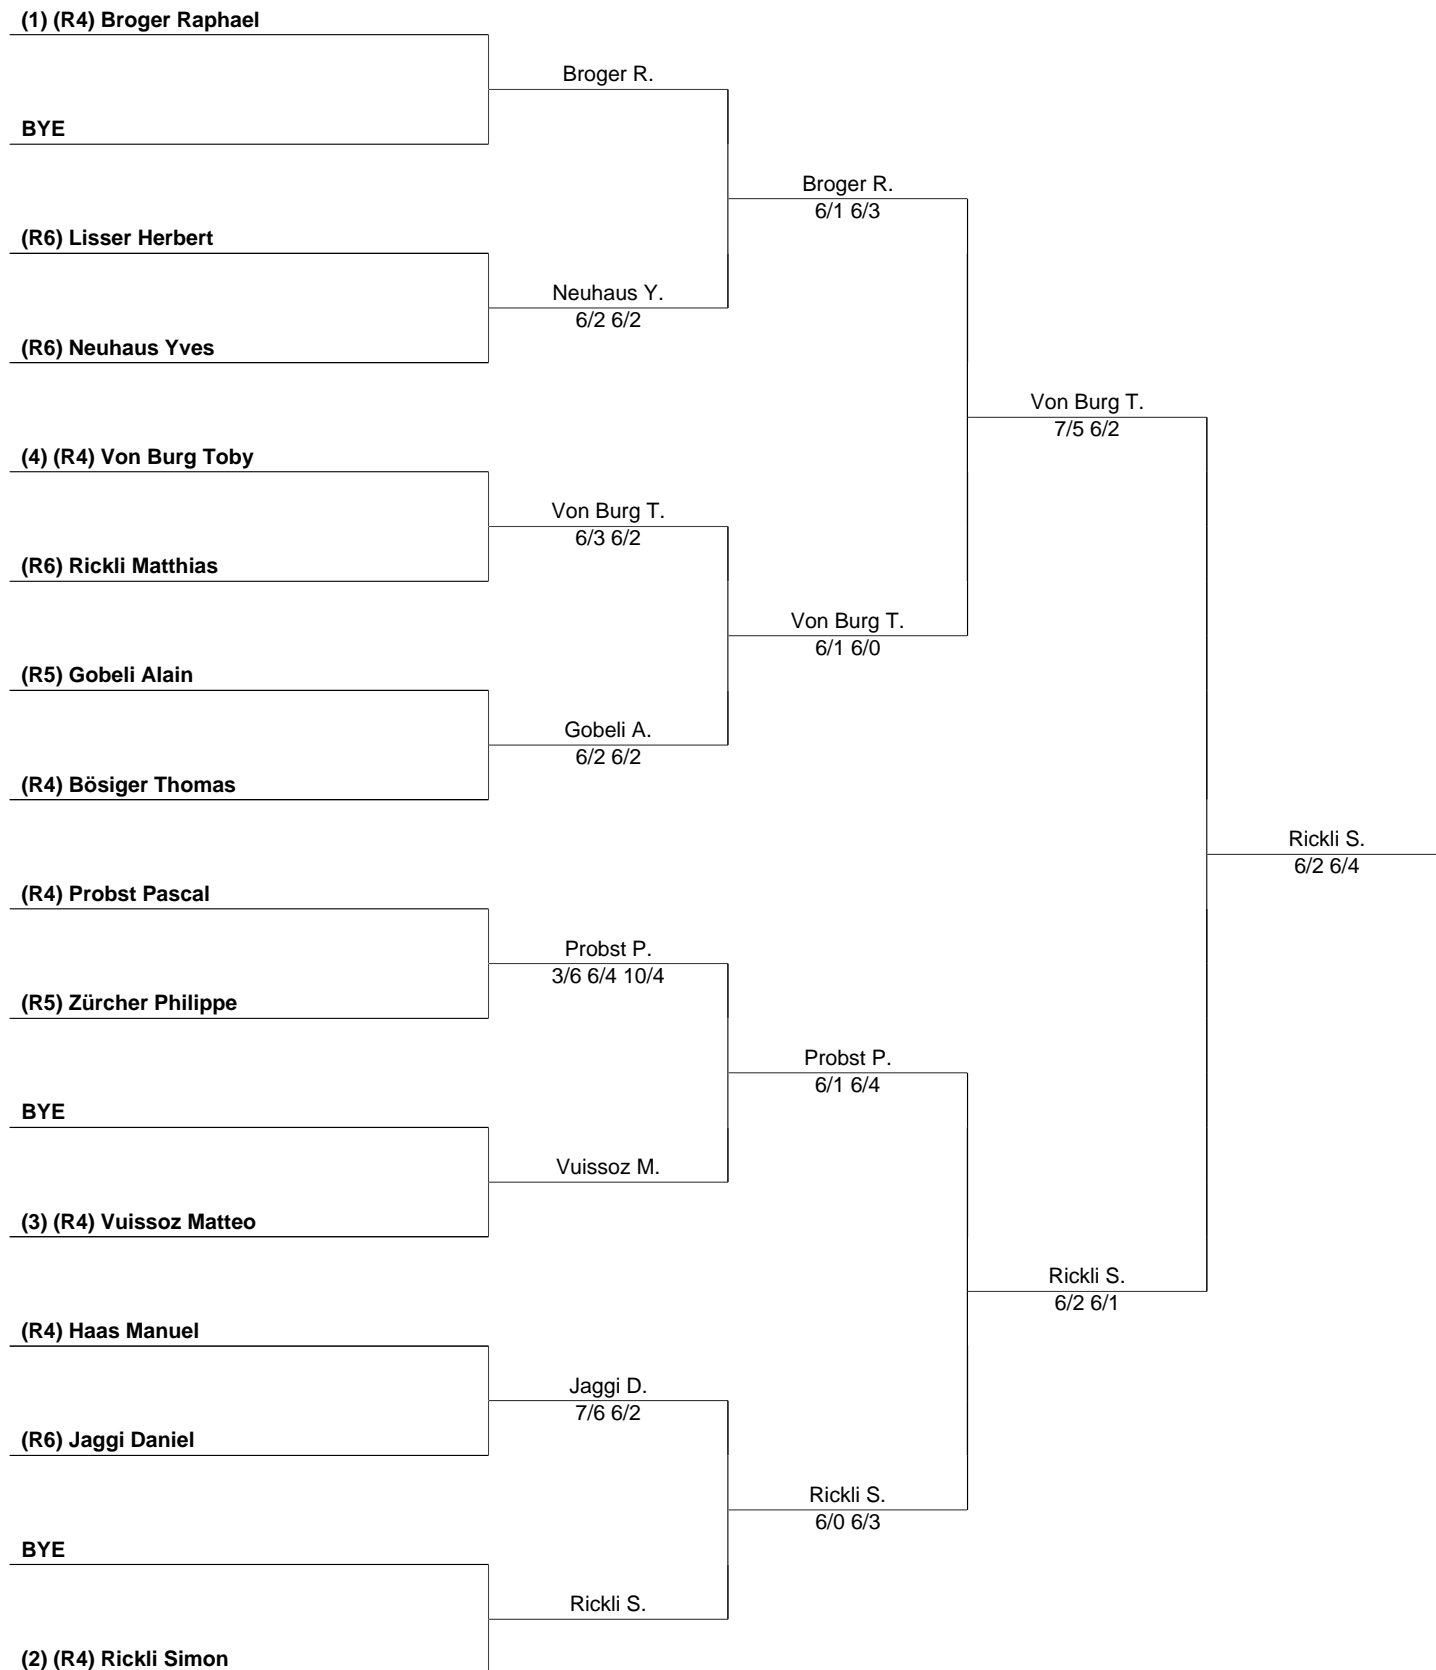 (1) (R4) Broger Raphael
Broger R.
BYE
Broger R.
6/1 6/3
(R6) Lisser Herbert
Neuhaus Y.
6/2 6/2
(R6) Neuhaus Yves
Von Burg T.
7/5 6/2
(4) (R4) Von Burg Toby
Von Burg T.
6/3 6/2
(R6) Rickli Matthias
Von Burg T.
6/1 6/0
(R5) Gobeli Alain
Gobeli A.
6/2 6/2
(R4) Bösiger Thomas
Rickli S.
6/2 6/4
(R4) Probst Pascal
Probst P.
3/6 6/4 10/4
(R5) Zürcher Philippe
Probst P.
6/1 6/4
BYE
Vuissoz M.
(3) (R4) Vuissoz Matteo
Rickli S.
6/2 6/1
(R4) Haas Manuel
Jaggi D.
7/6 6/2
(R6) Jaggi Daniel
Rickli S.
6/0 6/3
BYE
Rickli S.
(2) (R4) Rickli Simon